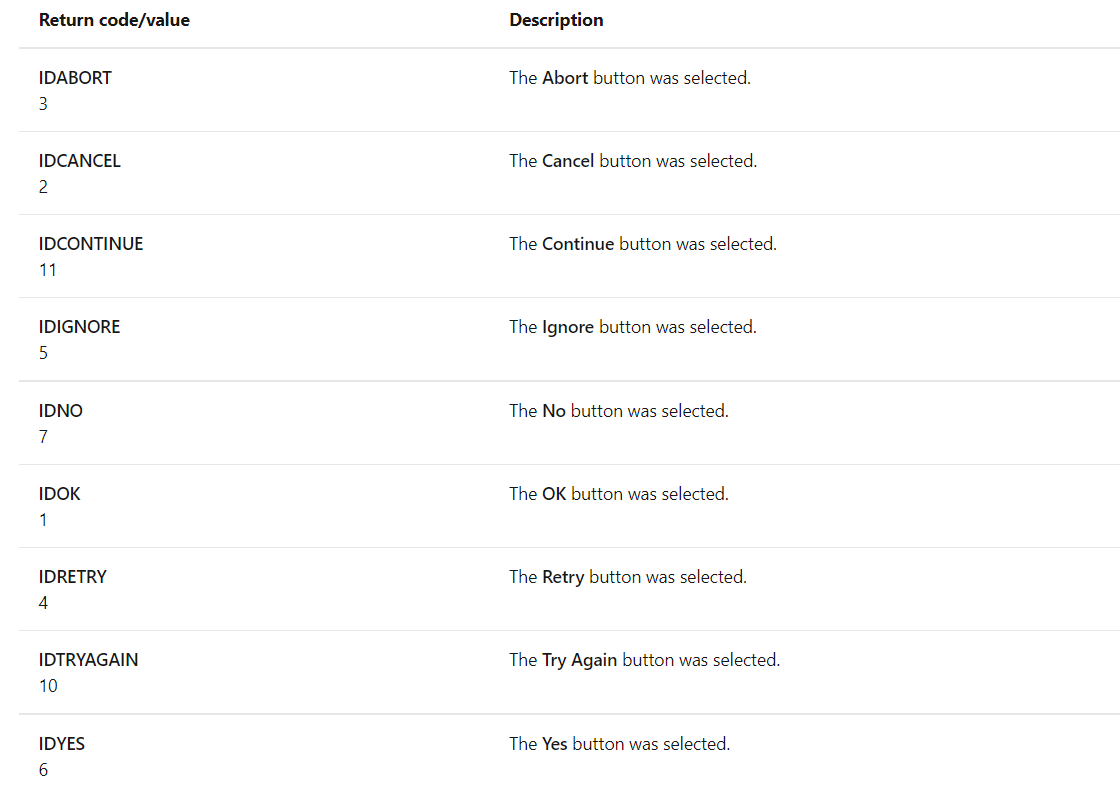 Return code/value Description
IDABORT The Abort button was selected.
3
IDCANCEL The Cancel button was selected.
2
IDCONTINUE The Continue button was selected.
11
IDIGNORE The Ignore button was selected.
5
IDNO The No button was selected.
7
IDOK The OK button was selected.
1
IDRETRY The Retry button was selected.
4
IDTRYAGAIN The Try Again button was selected.
10
IDYES The Yes button was selected.
6